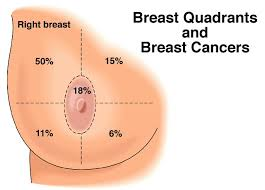 Right breast
Breast Quadrants
and
Breast Cancers
50%
15%
18%
11%
6%